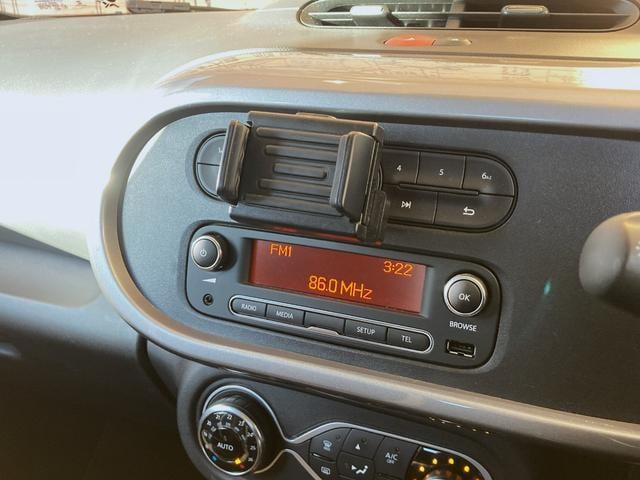 4 5 6
FM1 3:22
86.0 MHz
OK
BROWSE
RADIO MEDIA SETUP TEL
AUTO
A/C